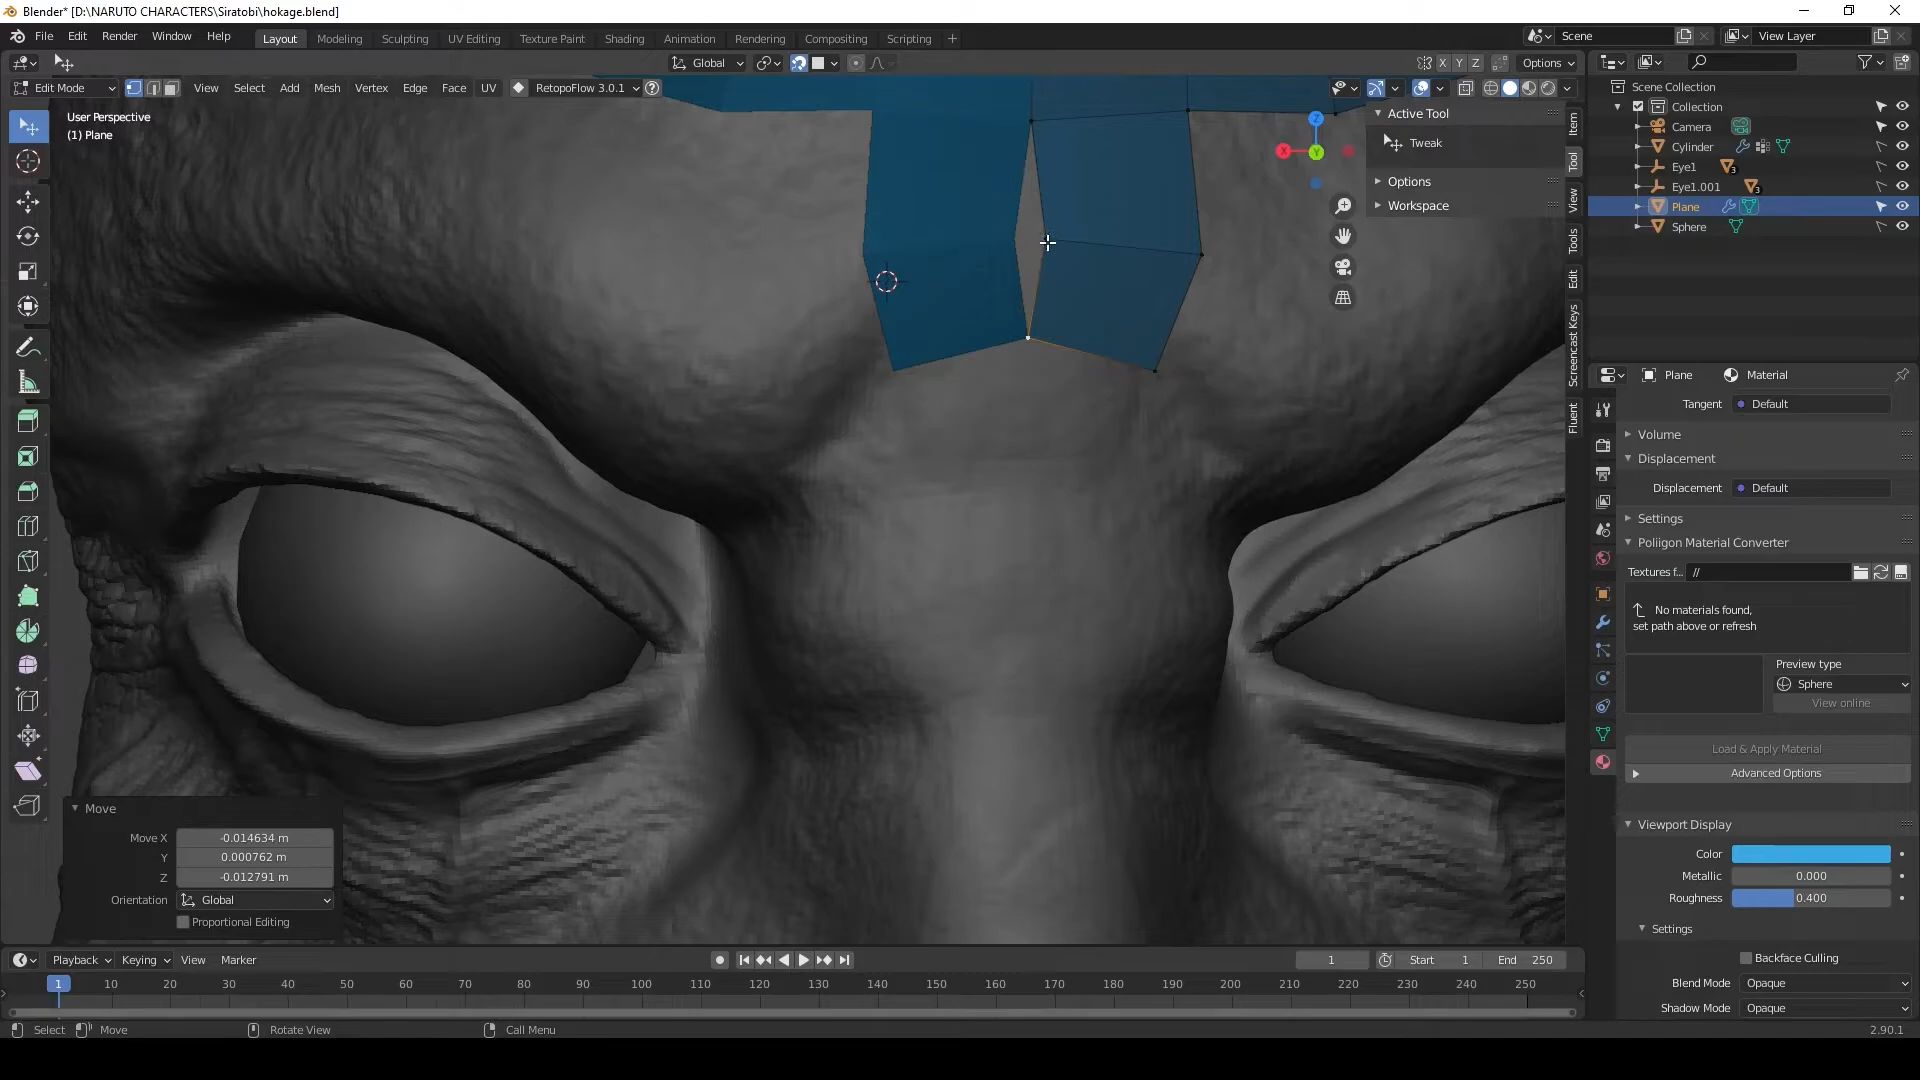 Blender* [D:\NARUTO CHARACTERS\Siratobi\hokage.blend]
File Edit Render Window Help
Layout Modeling Sculpting UV Editing Texture Paint Shading Animation Rendering Compositing Scripting +
Scene
View Layer
Global
X Y Z
Options
Edit Mode
View Select Add Mesh Vertex Edge Face UV
RetopoFlow 3.0.1
User Perspective
(1) Plane
Z
X
Y
Active Tool
Tweak
Options
Workspace
Item
Tool
View
Tools
Edit
Screencast Keys
Fluent
Scene Collection
Collection
Camera
Cylinder
Eye1
3
Eye1.001
3
Plane
Sphere
Plane
Material
Tangent
Default
Volume
Displacement
Displacement
Default
Settings
Poliigon Material Converter
Textures f...
//
No materials found,
set path above or refresh
Preview type
Sphere
View online
Load & Apply Material
Advanced Options
Viewport Display
Color
Metallic
0.000
Roughness
0.400
Settings
Backface Culling
Blend Mode
Opaque
Shadow Mode
Opaque
Move
Move X
-0.014634 m
Y
0.000762 m
Z
-0.012791 m
Orientation
Global
Proportional Editing
Playback Keying View Marker
1
Start 1
End 250
1 10 20 30 40 50 60 70 80 90 100 110 120 130 140 150 160 170 180 190 200 210 220 230 240 250
Select
Move
Rotate View
Call Menu
2.90.1